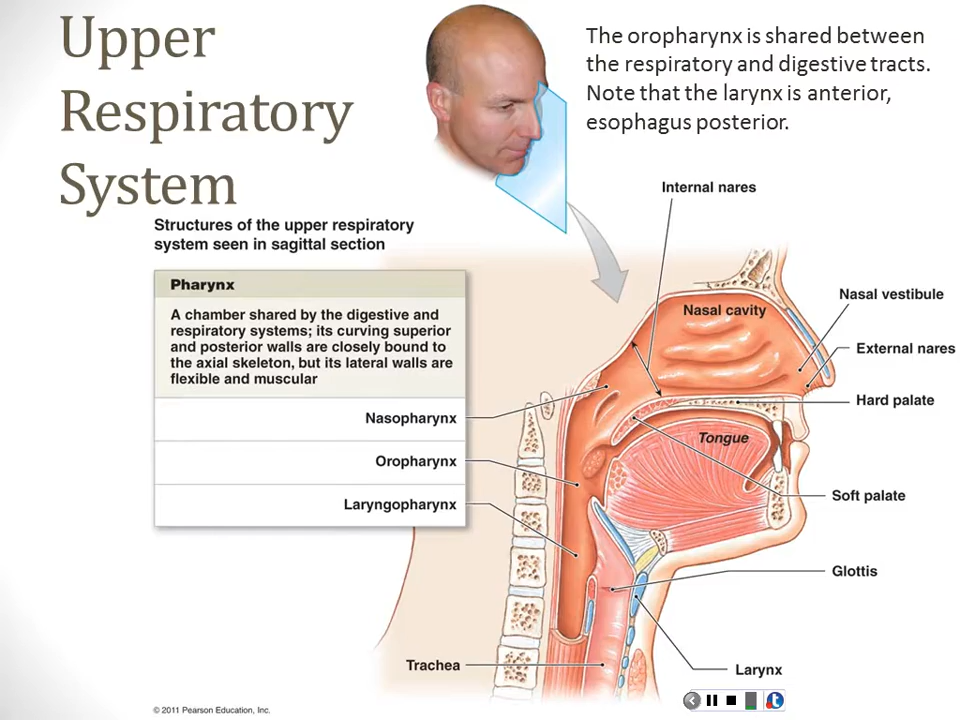 Upper
Respiratory
System
The oropharynx is shared between
the respiratory and digestive tracts.
Note that the larynx is anterior,
esophagus posterior.
Structures of the upper respiratory
system seen in sagittal section
Pharynx
A chamber shared by the digestive and
respiratory systems; its curving superior
and posterior walls are closely bound to
the axial skeleton, but its lateral walls are
flexible and muscular
Nasopharynx
Oropharynx
Laryngopharynx
Internal nares
Nasal cavity
Nasal vestibule
External nares
Hard palate
Tongue
Soft palate
Glottis
Trachea
Larynx
© 2011 Pearson Education, Inc.
t